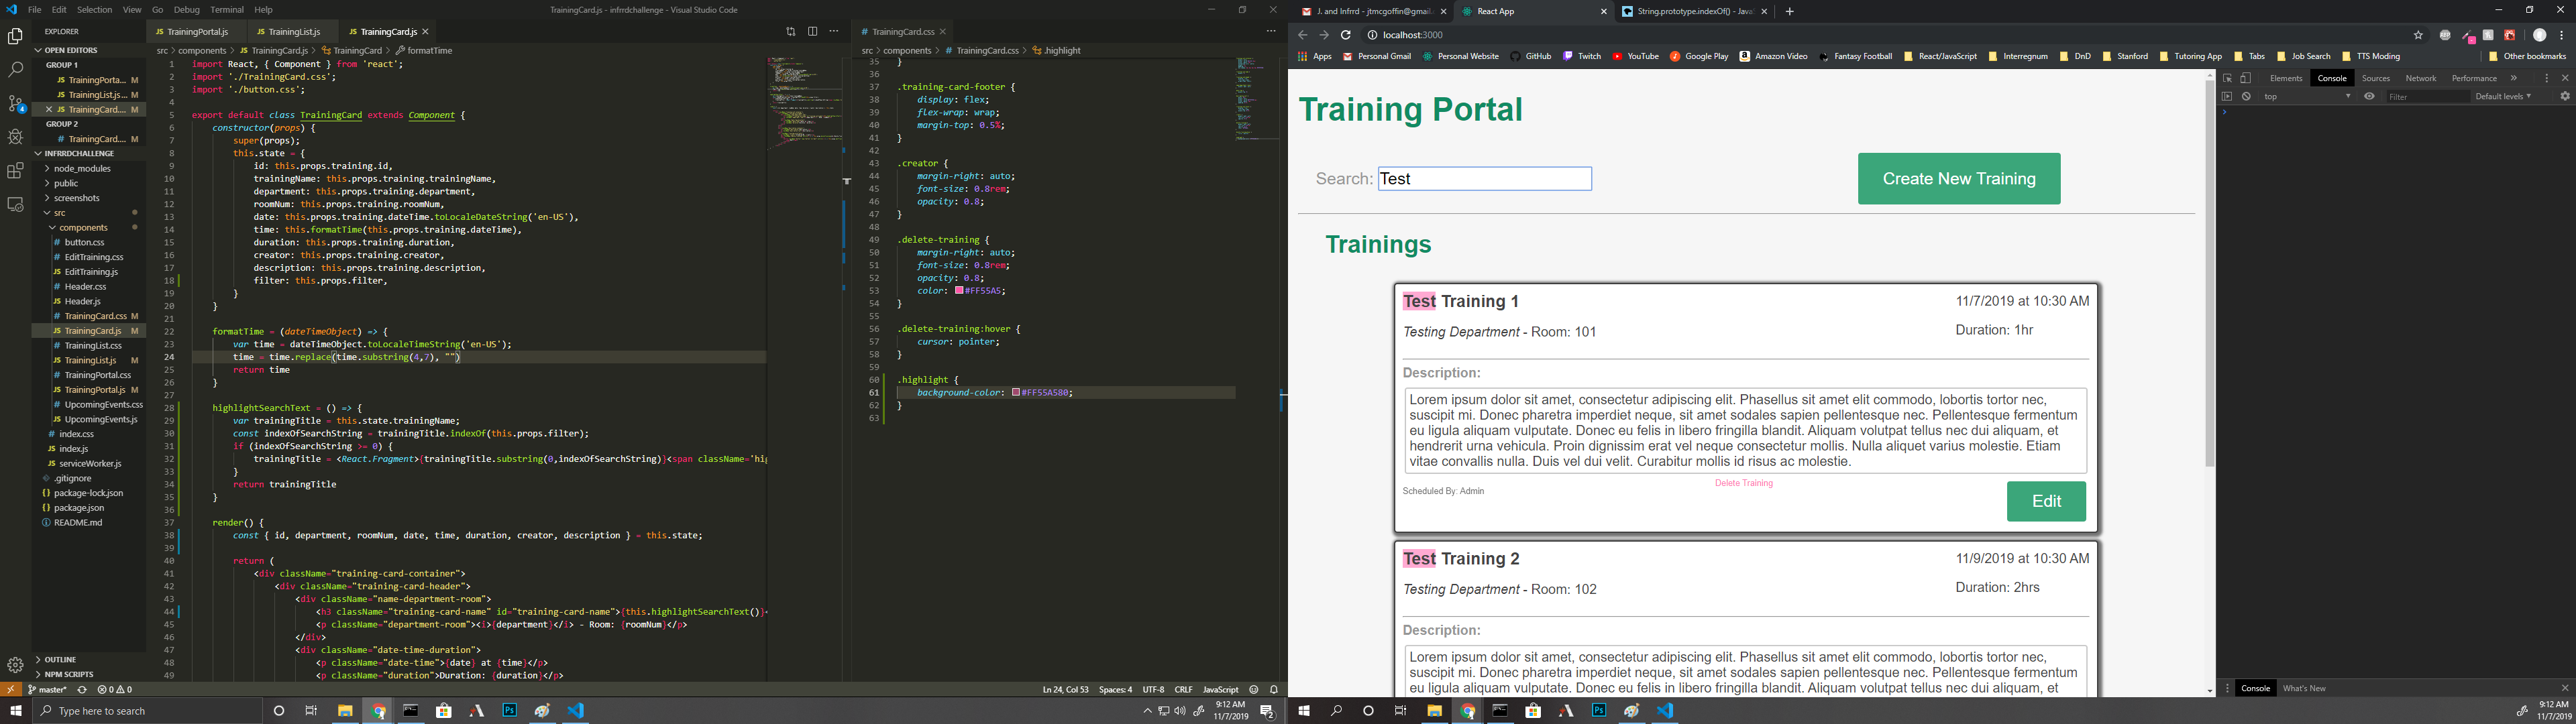 File Edit Selection View Go Debug Terminal Help
TrainingCard.js - infrrdchallenge - Visual Studio Code
EXPLORER
OPEN EDITORS
GROUP 1
TrainingPorta... M
TrainingList.js... M
TrainingCard.... M
GROUP 2
TrainingCard.... M
INFRRDCHALLENGE
node_modules
public
screenshots
src
components
button.css
EditTraining.css
EditTraining.js
Header.css
Header.js
TrainingCard.css M
TrainingCard.js M
TrainingList.css
TrainingList.js M
TrainingPortal.css
TrainingPortal.js M
UpcomingEvents.css
UpcomingEvents.js
index.css
index.js
serviceWorker.js
.gitignore
package-lock.json
package.json
README.md
OUTLINE
NPM SCRIPTS
TrainingPortal.js TrainingList.js TrainingCard.js
src > components > JS TrainingCard.js > TrainingCard > formatTime
1 import React, { Component } from 'react';
2 import './TrainingCard.css';
3 import './button.css';
4
5 export default class TrainingCard extends Component {
6 constructor(props) {
7 super(props);
8 this.state = {
9 id: this.props.training.id,
10 trainingName: this.props.training.trainingName,
11 department: this.props.training.department,
12 roomNum: this.props.training.roomNum,
13 date: this.props.training.dateTime.toLocaleDateString('en-US'),
14 time: this.formatTime(this.props.training.dateTime),
15 duration: this.props.training.duration,
16 creator: this.props.training.creator,
17 description: this.props.training.description,
18 filter: this.props.filter,
19 }
20 }
21
22 formatTime = (dateTimeObject) => {
23 var time = dateTimeObject.toLocaleTimeString('en-US');
24 time = time.replace(time.substring(4,7), "")
25 return time
26 }
27
28 highlightSearchText = () => {
29 var trainingTitle = this.state.trainingName;
30 const indexOfSearchString = trainingTitle.indexOf(this.props.filter);
31 if (indexOfSearchString >= 0) {
32 trainingTitle = <React.Fragment>{trainingTitle.substring(0,indexOfSearchString)}<span className='hig
33 }
34 return trainingTitle
35 }
36
37 render() {
38 const { id, department, roomNum, date, time, duration, creator, description } = this.state;
39
40 return (
41 <div className="training-card-container">
42 <div className="training-card-header">
43 <div className="name-department-room">
44 <h3 className="training-card-name" id="training-card-name">{this.highlightSearchText()}<
45 <p className="department-room"><i>{department}</i> - Room: {roomNum}</p>
46 </div>
47 <div className="date-time-duration">
48 <p className="date-time">{date} at {time}</p>
49 <p className="duration">Duration: {duration}</p>
TrainingCard.css
src > components > # TrainingCard.css > .highlight
35 }
36
37 .training-card-footer {
38 display: flex;
39 flex-wrap: wrap;
40 margin-top: 0.5%;
41 }
42
43 .creator {
44 margin-right: auto;
45 font-size: 0.8rem;
46 opacity: 0.8;
47 }
48
49 .delete-training {
50 margin-right: auto;
51 font-size: 0.8rem;
52 opacity: 0.8;
53 color: #FF55A5;
54 }
55
56 .delete-training:hover {
57 cursor: pointer;
58 }
59
60 .highlight {
61 background-color: #FF55A580;
62 }
63
master* 0 0
Ln 24, Col 53 Spaces: 4 UTF-8 CRLF JavaScript
Type here to search
9:12 AM
11/7/2019
J. and Infrrd - jtmcgoffin@gmail.c React App String.prototype.indexOf() - Java
localhost:3000
Apps Personal Gmail Personal Website GitHub Twitch YouTube Google Play Amazon Video Fantasy Football React/JavaScript Interregnum DnD Stanford Tutoring App Tabs Job Search TTS Moding Other bookmarks
Training Portal
Search: Test
Create New Training
Trainings
Test Training 1
11/7/2019 at 10:30 AM
Testing Department - Room: 101
Duration: 1hr
Description:
Lorem ipsum dolor sit amet, consectetur adipiscing elit. Phasellus sit amet elit commodo, lobortis tortor nec,
suscipit mi. Donec pharetra imperdiet neque, sit amet sodales sapien pellentesque nec. Pellentesque fermentum
eu ligula aliquam vulputate. Donec eu felis in libero fringilla blandit. Aliquam volutpat tellus nec dui aliquam, et
hendrerit urna vehicula. Proin dignissim erat vel neque consectetur mollis. Nulla aliquet varius molestie. Etiam
vitae convallis nulla. Duis vel dui velit. Curabitur mollis id risus ac molestie.
Scheduled By: Admin
Delete Training
Edit
Test Training 2
11/9/2019 at 10:30 AM
Testing Department - Room: 102
Duration: 2hrs
Description:
Lorem ipsum dolor sit amet, consectetur adipiscing elit. Phasellus sit amet elit commodo, lobortis tortor nec,
suscipit mi. Donec pharetra imperdiet neque, sit amet sodales sapien pellentesque nec. Pellentesque fermentum
eu ligula aliquam vulputate. Donec eu felis in libero fringilla blandit. Aliquam volutpat tellus nec dui aliquam, et
Elements Console Sources Network Performance
top Filter Default levels
Console What's New
9:12 AM
11/7/2019